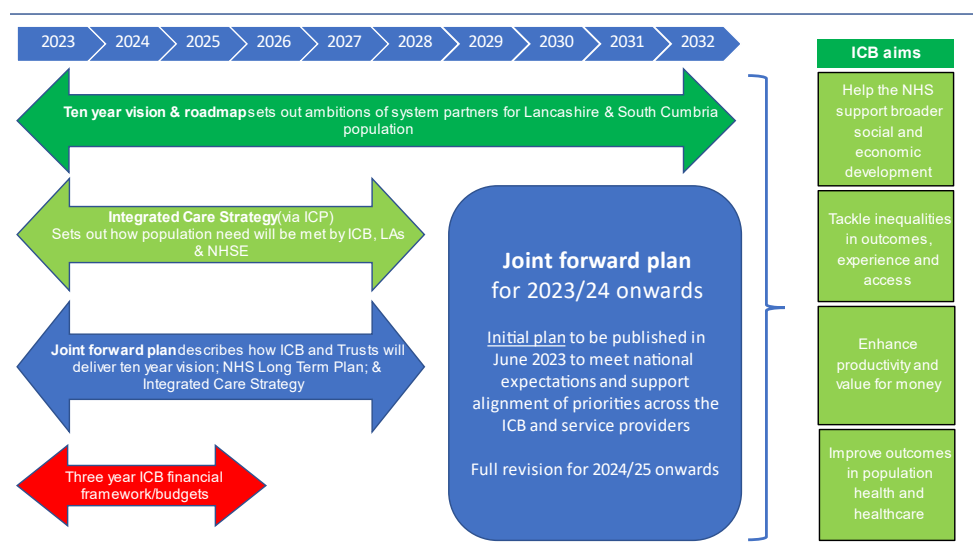 2023 2024 2025 2026 2027 2028 2029 2030 2031 2032
Ten year vision & roadmap sets out ambitions of system partners for Lancashire & South Cumbria
population
Integrated Care Strategy (via ICP)
Sets out how population need will be met by ICB, LAs
& NHSE
Joint forward plan describes how ICB and Trusts will
deliver ten year vision; NHS Long Term Plan; &
Integrated Care Strategy
Three year ICB financial
framework/budgets
Joint forward plan
for 2023/24 onwards
Initial plan to be published in
June 2023 to meet national
expectations and support
alignment of priorities across the
ICB and service providers
Full revision for 2024/25 onwards
ICB aims
Help the NHS
support broader
social and
economic
development
Tackle inequalities
in outcomes,
experience and
access
Enhance
productivity and
value for money
Improve outcomes
in population
health and
healthcare